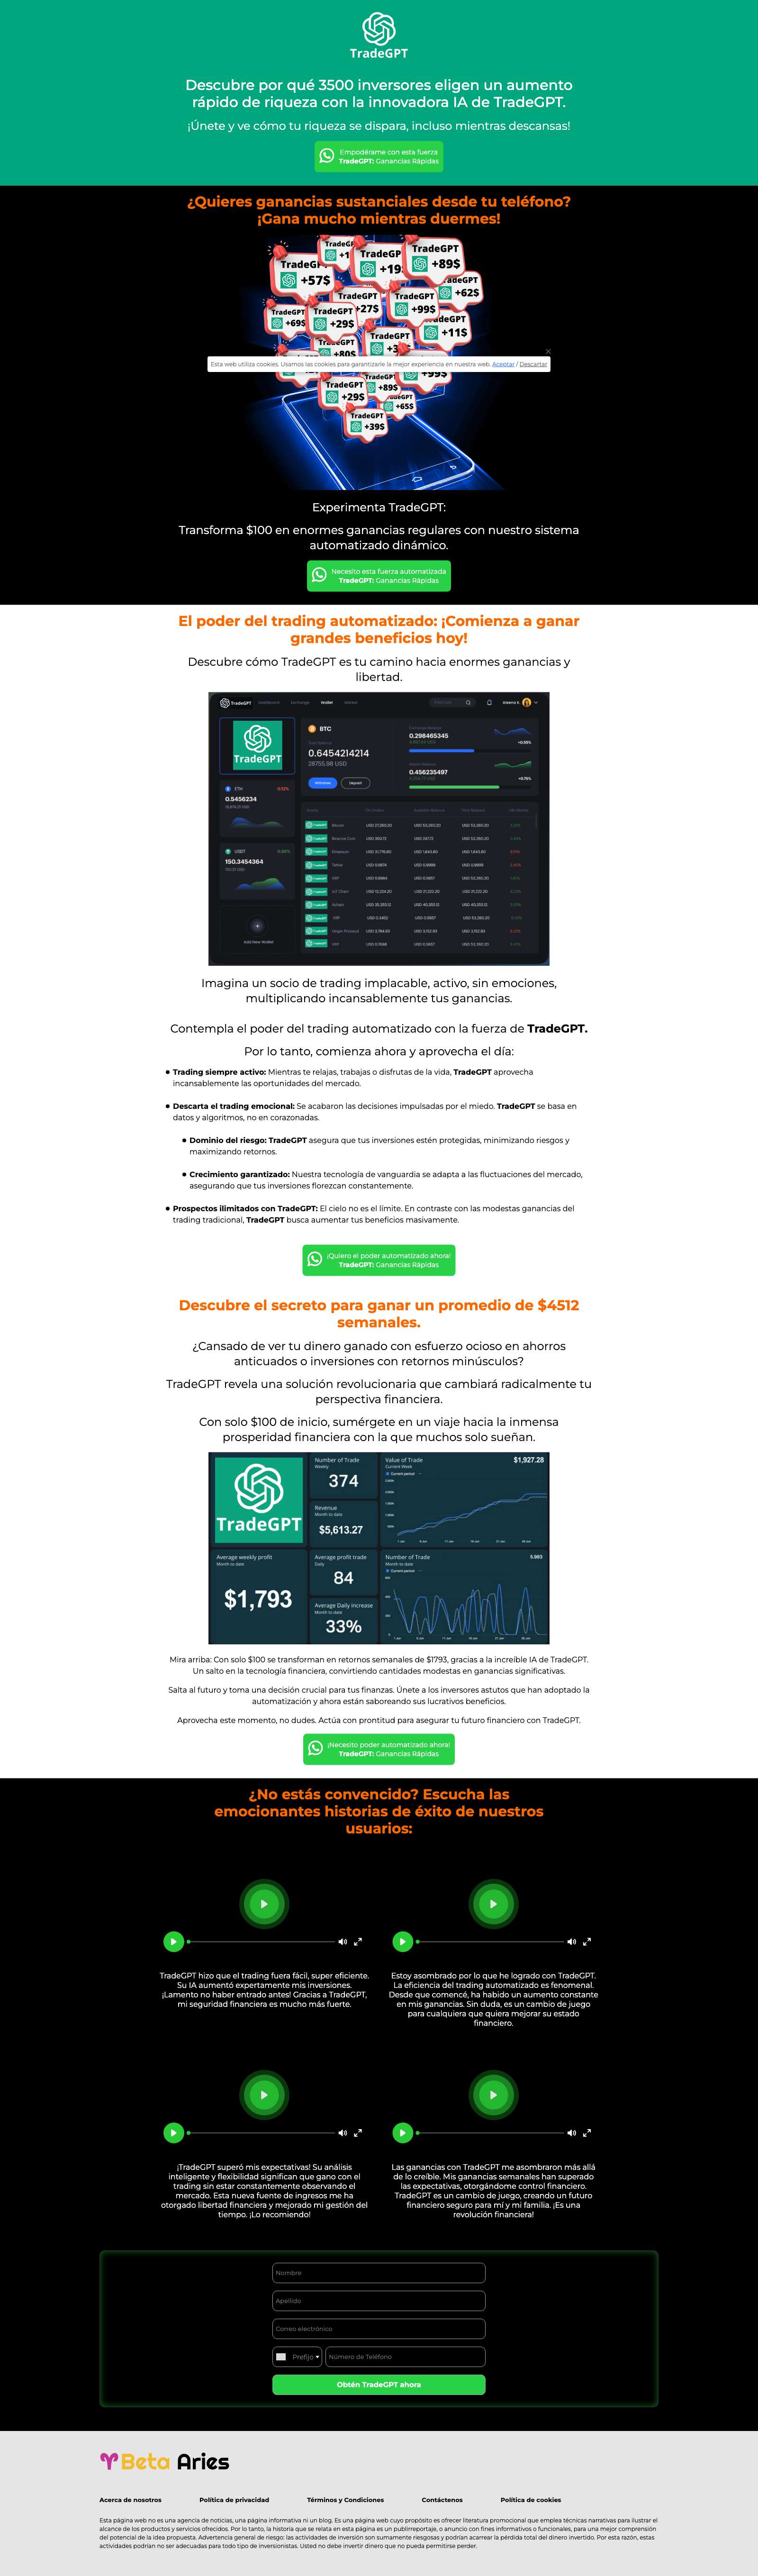 TradeGPT
Descubre por qué 3500 inversores eligen un aumento
rápido de riqueza con la innovadora IA de TradeGPT.
¡Únete y ve cómo tu riqueza se dispara, incluso mientras descansas!
Empodérame con esta fuerza
TradeGPT: Ganancias Rápidas
¿Quieres ganancias sustanciales desde tu teléfono?
¡Gana mucho mientras duermes!
TradeGPT
+89$
+57$
+62$
+27$
+99$
+69$
+29$
+11$
Esta web utiliza cookies. Usamos las cookies para garantizarle la mejor experiencia en nuestra web. Aceptar / Descartar
TradeGPT
+89$
+29$
+65$
TradeGPT
+39$
Experimenta TradeGPT:
Transforma $100 en enormes ganancias regulares con nuestro sistema
automatizado dinámico.
Necesito esta fuerza automatizada
TradeGPT: Ganancias Rápidas
El poder del trading automatizado: ¡Comienza a ganar
grandes beneficios hoy!
Descubre cómo TradeGPT es tu camino hacia enormes ganancias y
libertad.
TradeGPT Dashboard Exchange Wallet
BTC
0.6454214214
28755.98 USD
Withdraw Deposit
0.298465345
+0.55%
0.456235497
+0.76%
TradeGPT
ETH
0.5456234
USDT
150.3454364
Add New Wallet
Imagina un socio de trading implacable, activo, sin emociones,
multiplicando incansablemente tus ganancias.
Contempla el poder del trading automatizado con la fuerza de TradeGPT.
Por lo tanto, comienza ahora y aprovecha el día:
Trading siempre activo: Mientras te relajas, trabajas o disfrutas de la vida, TradeGPT aprovecha
incansablemente las oportunidades del mercado.
Descarta el trading emocional: Se acabaron las decisiones impulsadas por el miedo. TradeGPT se basa en
datos y algoritmos, no en corazonadas.
Dominio del riesgo: TradeGPT asegura que tus inversiones estén protegidas, minimizando riesgos y
maximizando retornos.
Crecimiento garantizado: Nuestra tecnología de vanguardia se adapta a las fluctuaciones del mercado,
asegurando que tus inversiones florezcan constantemente.
Prospectos ilimitados con TradeGPT: El cielo no es el límite. En contraste con las modestas ganancias del
trading tradicional, TradeGPT busca aumentar tus beneficios masivamente.
¡Quiero el poder automatizado ahora!
TradeGPT: Ganancias Rápidas
Descubre el secreto para ganar un promedio de $4512
semanales.
¿Cansado de ver tu dinero ganado con esfuerzo ocioso en ahorros
anticuados o inversiones con retornos minúsculos?
TradeGPT revela una solución revolucionaria que cambiará radicalmente tu
perspectiva financiera.
Con solo $100 de inicio, sumérgete en un viaje hacia la inmensa
prosperidad financiera con la que muchos solo sueñan.
TradeGPT
Number of Trade
Weekly
374
Revenue
Month to date
$5,613.27
Value of Trade
Current Week
Current period
$1,927.28
Average weekly profit
Month to date
$1,793
Average profit trade
Daily
84
Average Daily increase
Month to date
33%
Number of Trade
Month to date
Current period
5.983
Mira arriba: Con solo $100 se transforman en retornos semanales de $1793, gracias a la increíble IA de TradeGPT.
Un salto en la tecnología financiera, convirtiendo cantidades modestas en ganancias significativas.
Salta al futuro y toma una decisión crucial para tus finanzas. Únete a los inversores astutos que han adoptado la
automatización y ahora están saboreando sus lucrativos beneficios.
Aprovecha este momento, no dudes. Actúa con prontitud para asegurar tu futuro financiero con TradeGPT.
¡Necesito poder automatizado ahora!
TradeGPT: Ganancias Rápidas
¿No estás convencido? Escucha las
emocionantes historias de éxito de nuestros
usuarios:
TradeGPT hizo que el trading fuera fácil, super eficiente.
Su IA aumentó expertamente mis inversiones.
¡Lamento no haber entrado antes! Gracias a TradeGPT,
mi seguridad financiera es mucho más fuerte.
Estoy asombrado por lo que he logrado con TradeGPT.
La eficiencia del trading automatizado es fenomenal.
Desde que comencé, ha habido un aumento constante
en mis ganancias. Sin duda, es un cambio de juego
para cualquiera que quiera mejorar su estado
financiero.
¡TradeGPT superó mis expectativas! Su análisis
inteligente y flexibilidad significan que gano con el
trading sin estar constantemente observando el
mercado. Esta nueva fuente de ingresos me ha
otorgado libertad financiera y mejorado mi gestión del
tiempo. ¡Lo recomiendo!
Las ganancias con TradeGPT me asombraron más allá
de lo creíble. Mis ganancias semanales han superado
las expectativas, otorgándome control financiero.
TradeGPT es un cambio de juego, creando un futuro
financiero seguro para mí y mi familia. ¡Es una
revolución financiera!
Nombre
Apellido
Correo electrónico
Prefijo
Número de Teléfono
Obtén TradeGPT ahora
Beta Aries
Acerca de nosotros
Política de privacidad
Términos y Condiciones
Contáctenos
Política de cookies
Esta página web no es una agencia de noticias, una página informativa ni un blog. Es una página web cuyo propósito es ofrecer literatura promocional que emplea técnicas narrativas para ilustrar el
alcance de los productos y servicios ofrecidos. Por lo tanto, la historia que se relata en esta página es un publirreportaje, o anuncio con fines informativos o funcionales, para una mejor comprensión
del potencial de la idea propuesta. Advertencia general de riesgo: las actividades de inversión son sumamente riesgosas y podrían acarrear la pérdida total del dinero invertido. Por esta razón, estas
actividades podrían no ser adecuadas para todo tipo de inversionistas. Usted no debe invertir dinero que no pueda permitirse perder.